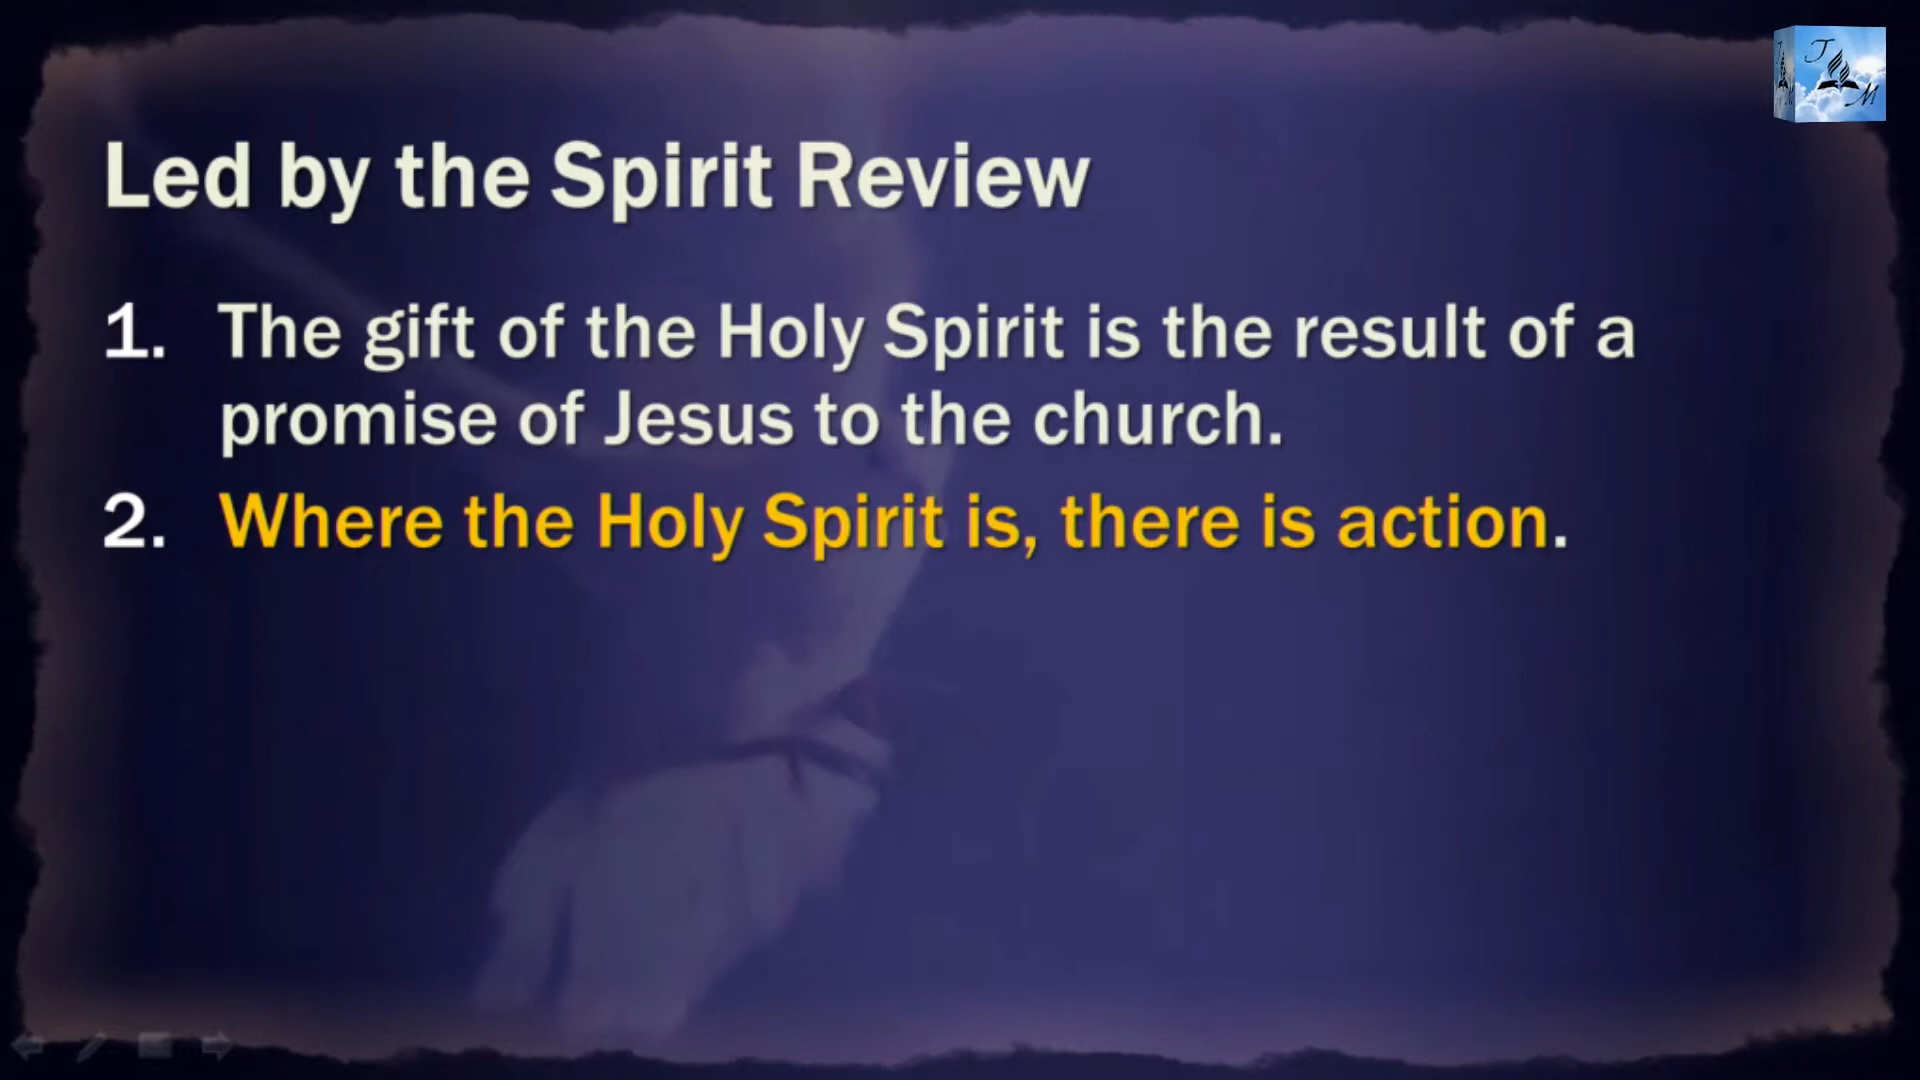 Led by the Spirit Review
1. The gift of the Holy Spirit is the result of a
promise of Jesus to the church.
2. Where the Holy Spirit is, there is action.
J M